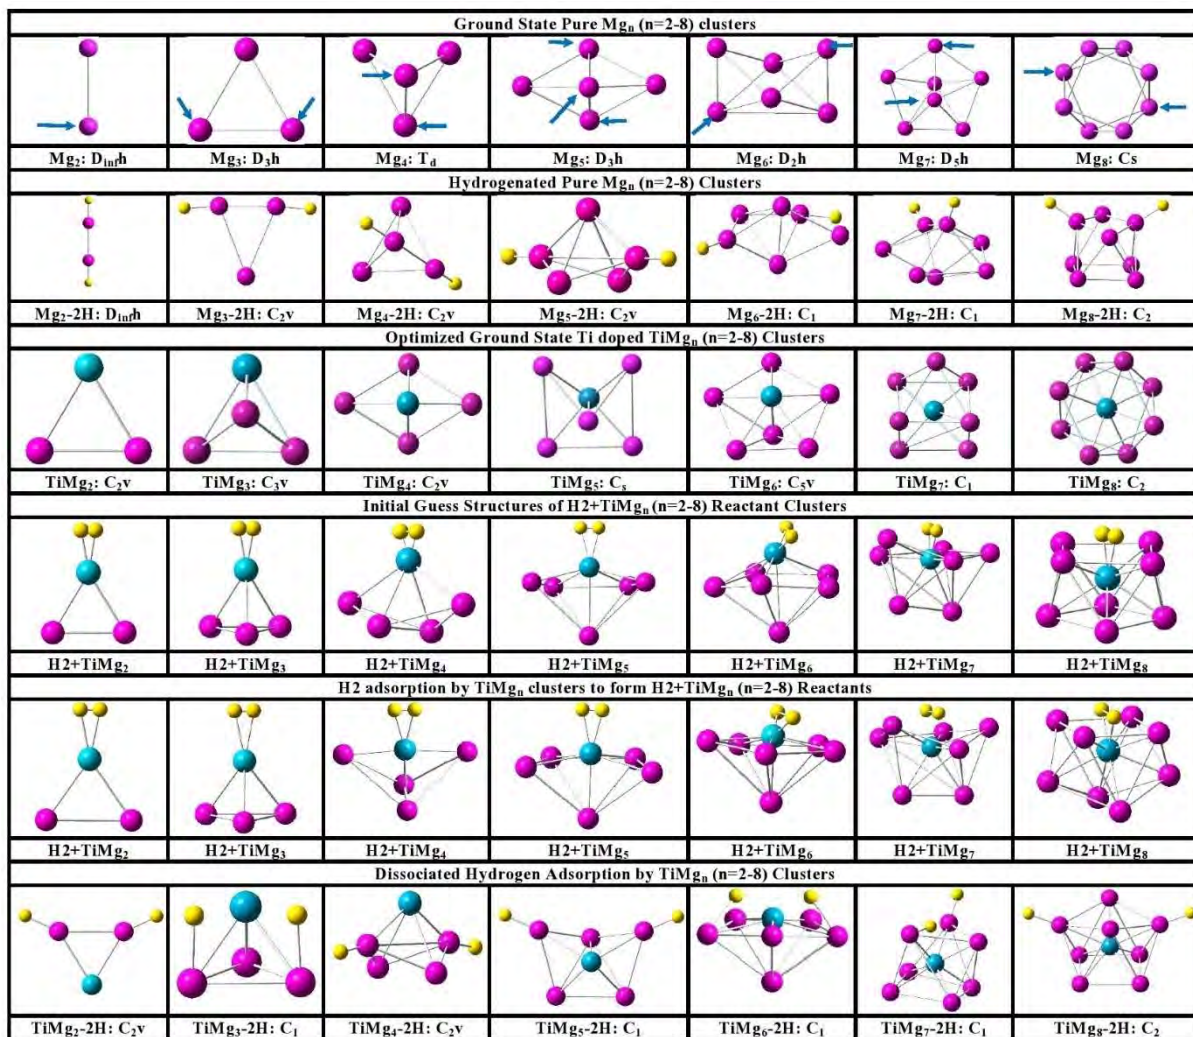 Ground State Pure Mgn (n=2-8) clusters
Mg2: Dinfh Mg3: D3h Mg4: Td Mg5: D3h Mg6: D2h Mg7: D5h Mg8: Cs
Hydrogenated Pure Mgn (n=2-8) Clusters
Mg2-2H: Dinfh Mg3-2H: C2v Mg4-2H: C2v Mg5-2H: C2v Mg6-2H: C1 Mg7-2H: C1 Mg8-2H: C2
Optimized Ground State Ti doped TiMgn (n=2-8) Clusters
TiMg2: C2v TiMg3: C3v TiMg4: C2v TiMg5: Cs TiMg6: C5v TiMg7: C1 TiMg8: C2
Initial Guess Structures of H2+TiMgn (n=2-8) Reactant Clusters
H2+TiMg2 H2+TiMg3 H2+TiMg4 H2+TiMg5 H2+TiMg6 H2+TiMg7 H2+TiMg8
H2 adsorption by TiMgn clusters to form H2+TiMgn (n=2-8) Reactants
H2+TiMg2 H2+TiMg3 H2+TiMg4 H2+TiMg5 H2+TiMg6 H2+TiMg7 H2+TiMg8
Dissociated Hydrogen Adsorption by TiMgn (n=2-8) Clusters
TiMg2-2H: C2v TiMg3-2H: C1 TiMg4-2H: C2v TiMg5-2H: C1 TiMg6-2H: C1 TiMg7-2H: C1 TiMg8-2H: C2